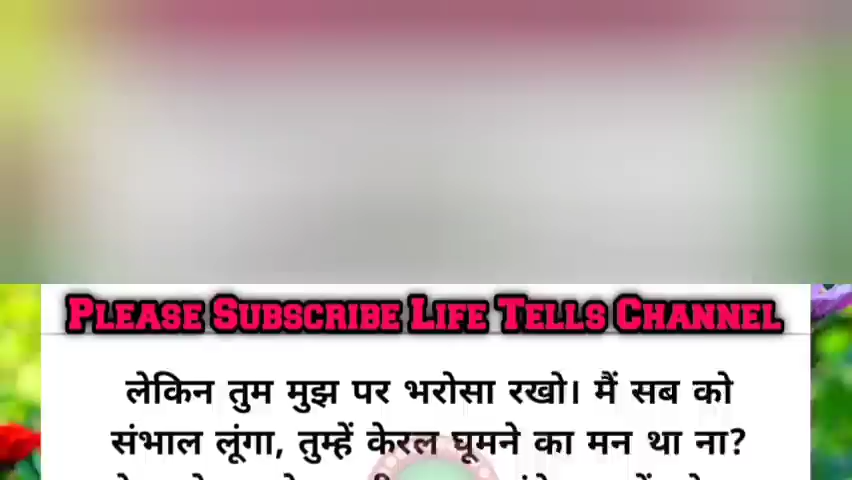 PLEASE SUBSCRIBE LIFE TELLS CHANNEL
लेकिन तुम मुझ पर भरोसा रखो। मैं सब को
संभाल लूंगा, तुम्हें केरल घूमने का मन था ना?